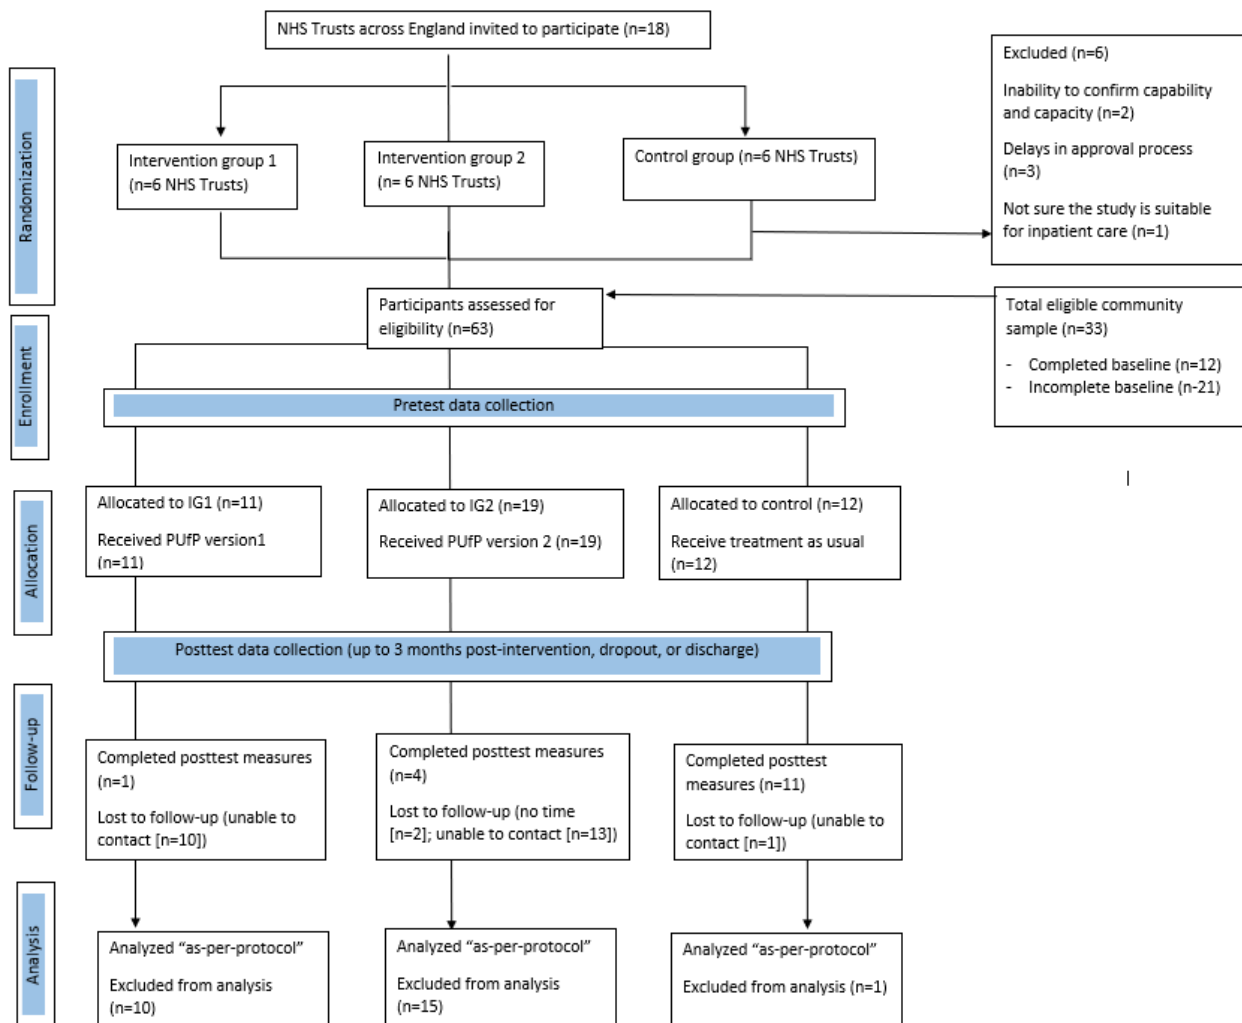 NHS Trusts across England invited to participate (n=18)
Excluded (n=6)
Inability to confirm capability
and capacity (n=2)
Delays in approval process
(n=3)
Not sure the study is suitable
for inpatient care (n=1)
Randomization
Intervention group 1
(n=6 NHS Trusts)
Intervention group 2
(n= 6 NHS Trusts)
Control group (n=6 NHS Trusts)
Participants assessed for
eligibility (n=63)
Total eligible community
sample (n=33)
- Completed baseline (n=12)
- Incomplete baseline (n-21)
Enrollment
Pretest data collection
Allocation
Allocated to IG1 (n=11)
Received PUfP version1
(n=11)
Allocated to IG2 (n=19)
Received PUfP version 2 (n=19)
Allocated to control (n=12)
Receive treatment as usual
(n=12)
Posttest data collection (up to 3 months post-intervention, dropout, or discharge)
Follow-up
Completed posttest measures
(n=1)
Lost to follow-up (unable to
contact [n=10])
Completed posttest measures
(n=4)
Lost to follow-up (no time
[n=2]; unable to contact [n=13])
Completed posttest
measures (n=11)
Lost to follow-up (unable to
contact [n=1])
Analysis
Analyzed “as-per-protocol”
Excluded from analysis
(n=10)
Analyzed “as-per-protocol”
Excluded from analysis
(n=15)
Analyzed “as-per-protocol”
Excluded from analysis (n=1)